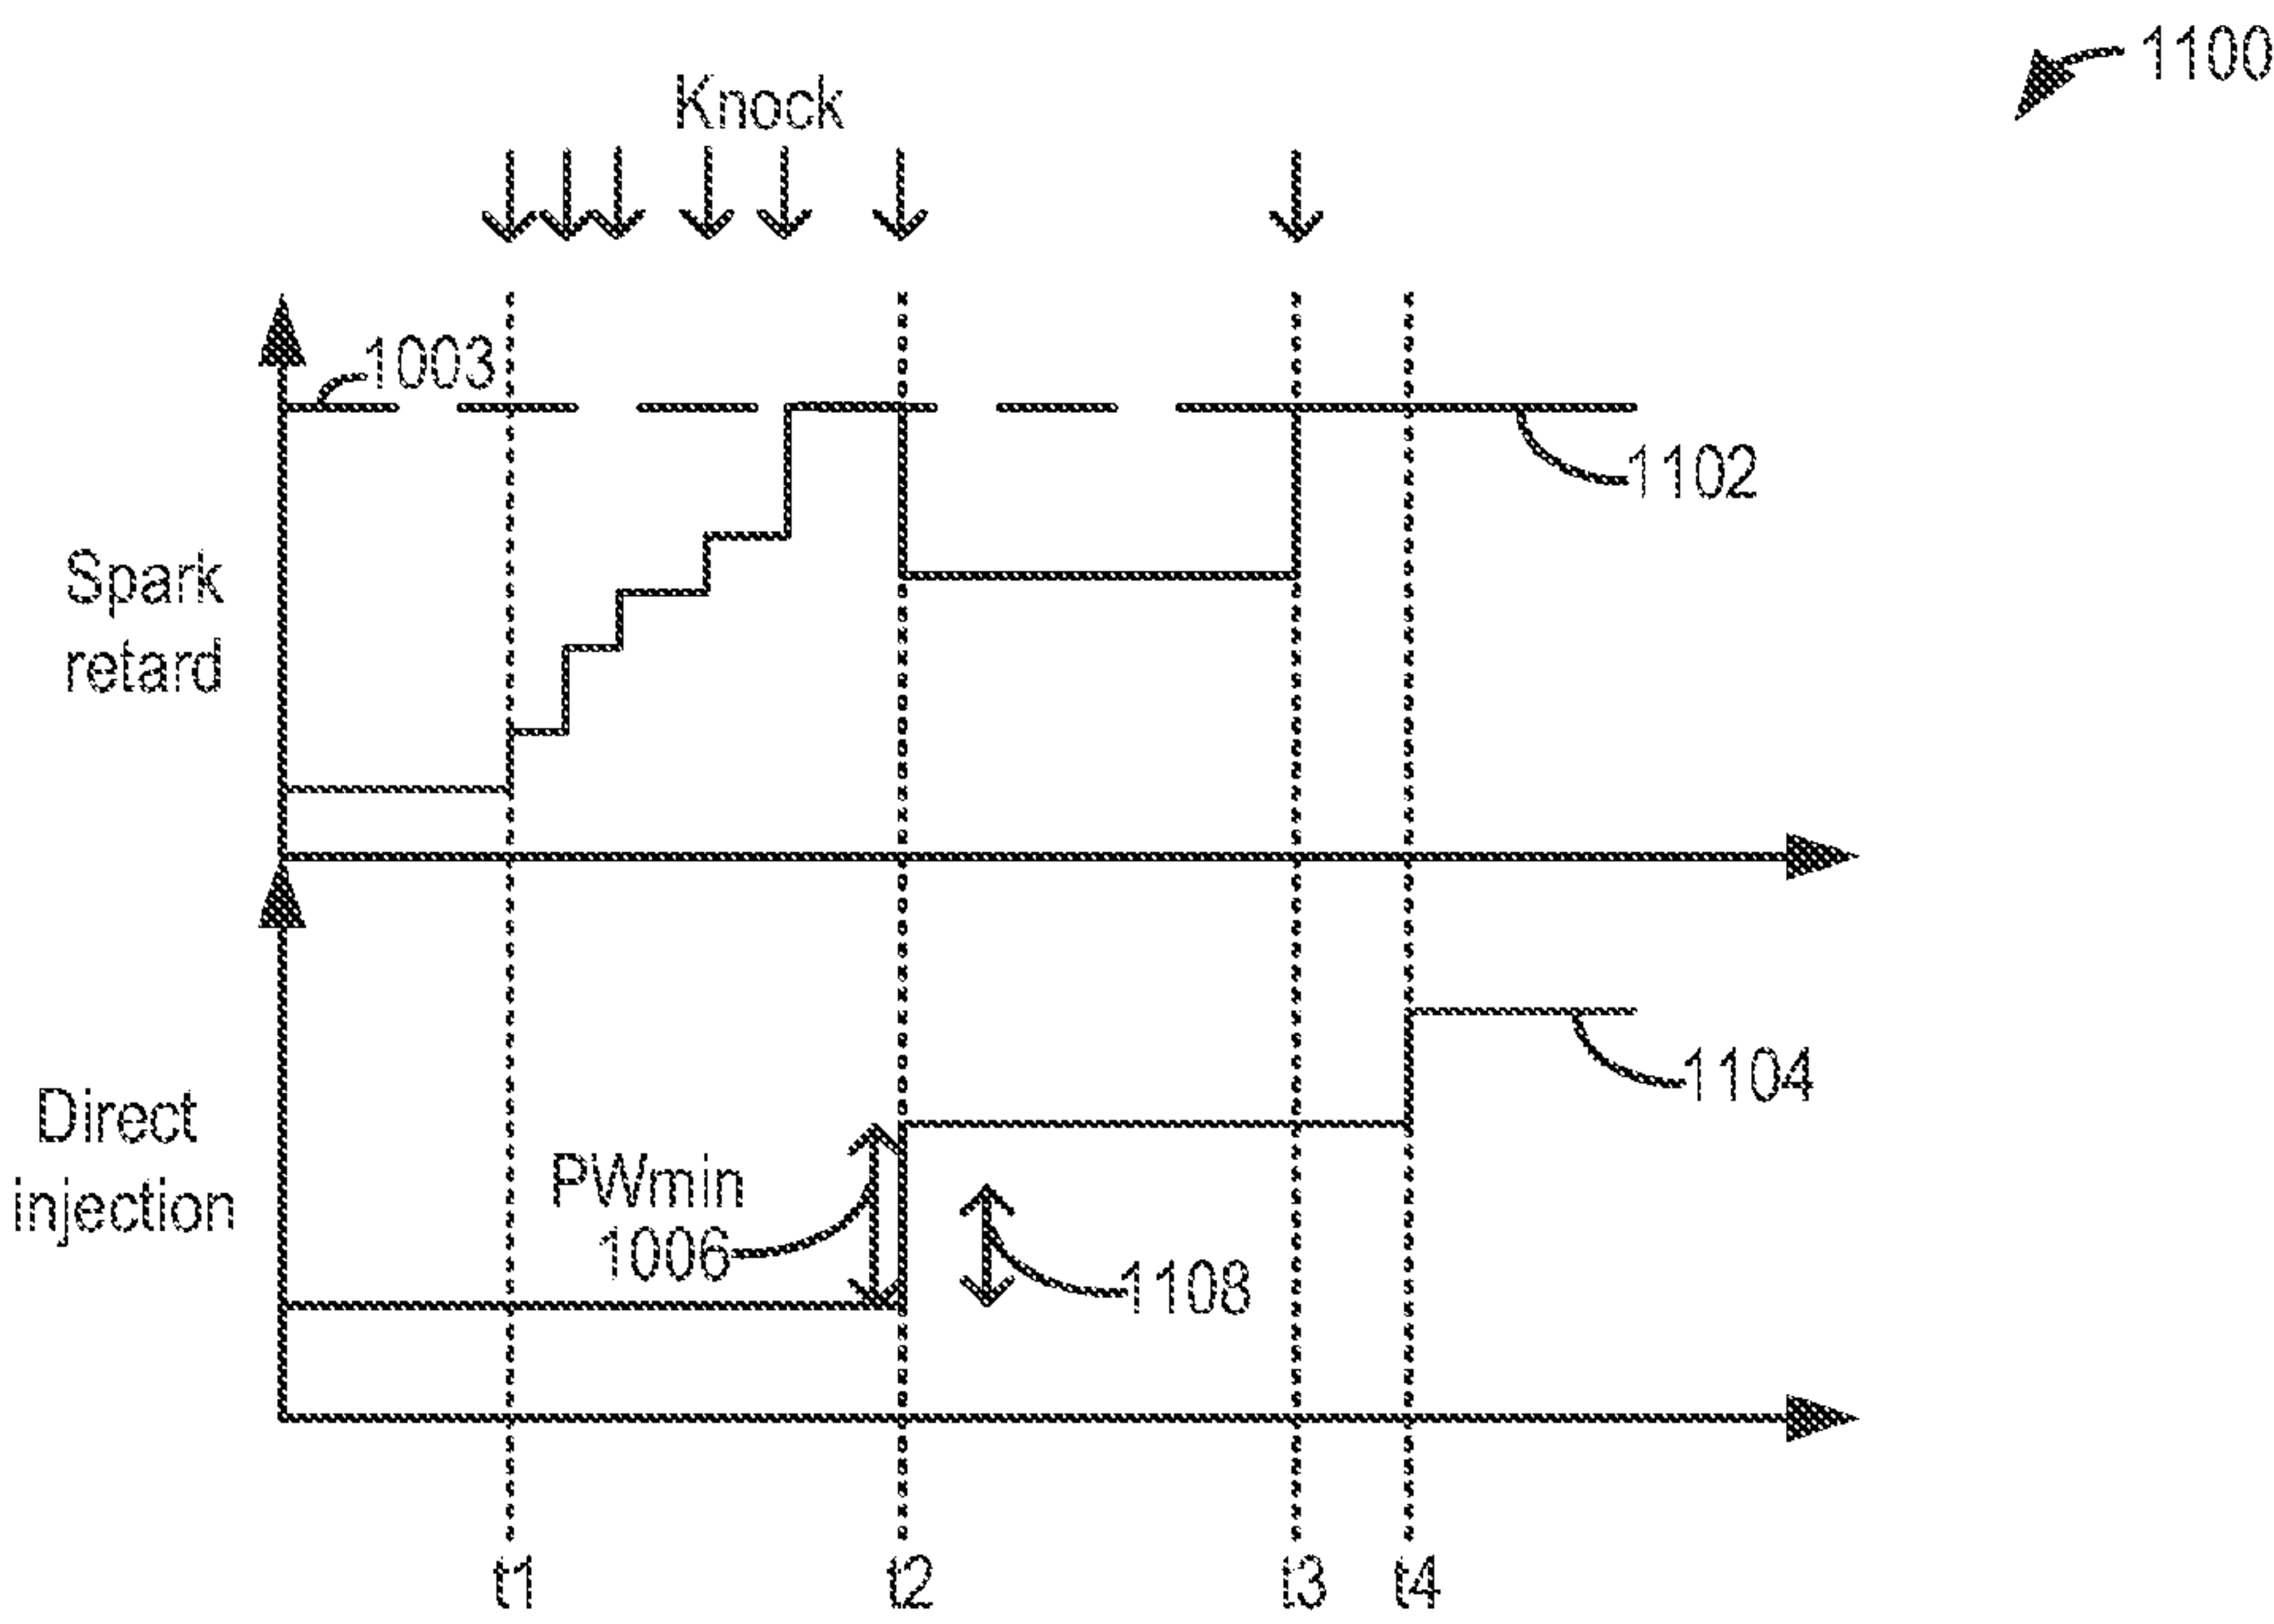 1100
Knock
1003
1102
Spark
retard
1104
Direct
injection
PWmin
1006
1108
t1 t2 t3 t4